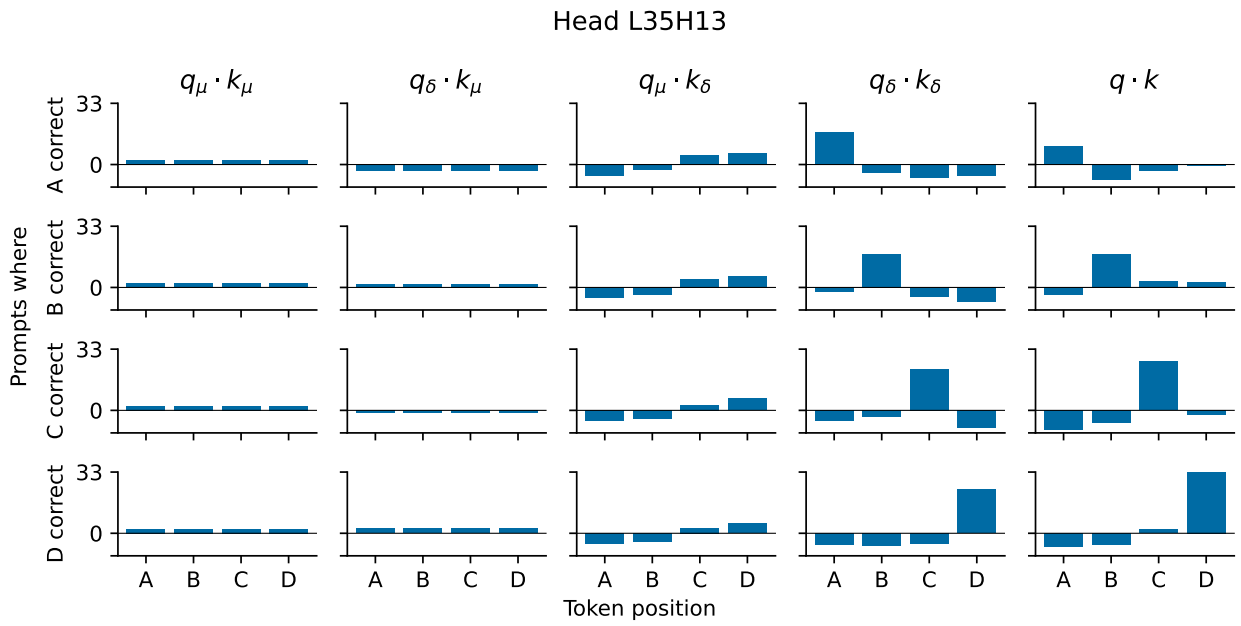 Head L35H13
q_μ · k_μ
q_δ · k_μ
q_μ · k_δ
q_δ · k_δ
q · k
Prompts where
A correct
33
0
B correct
33
0
C correct
33
0
D correct
33
0
A B C D
A B C D
A B C D
A B C D
A B C D
Token position